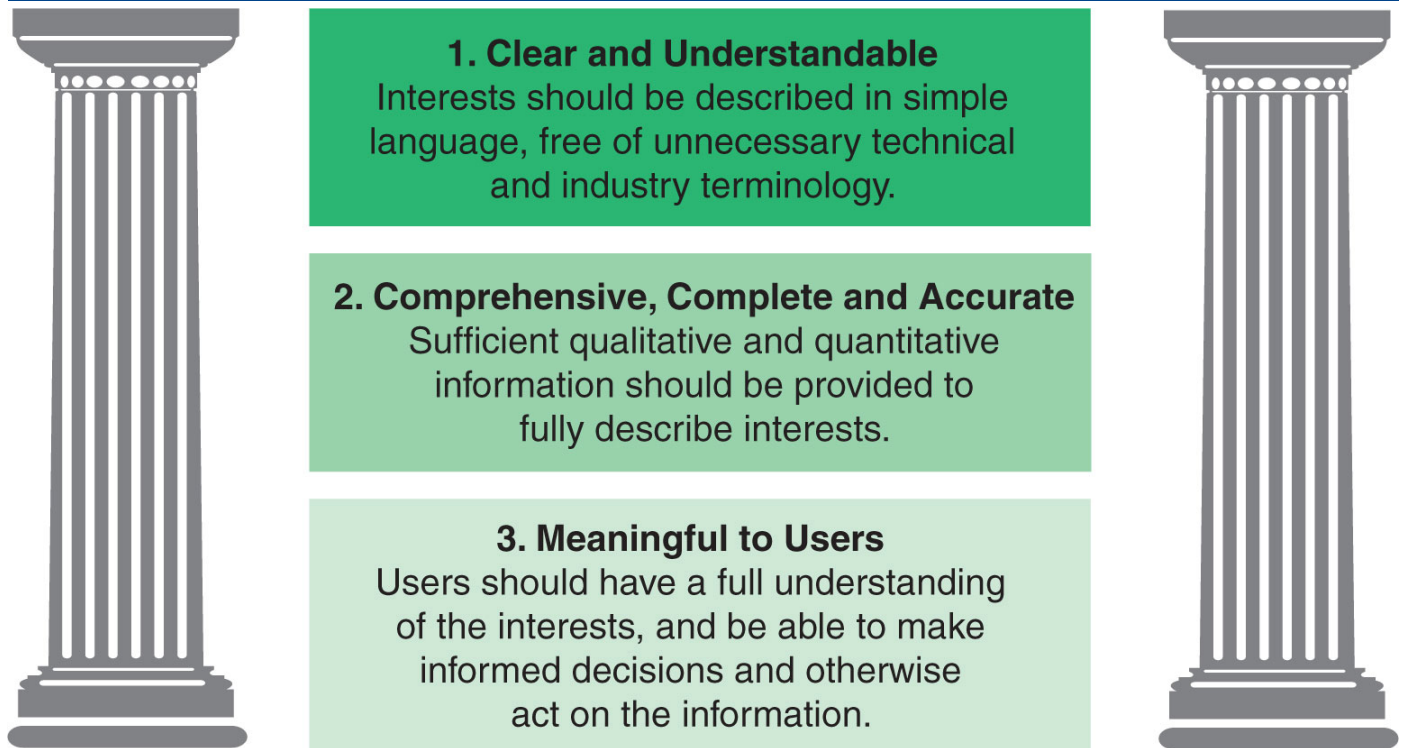 1. Clear and Understandable
Interests should be described in simple
language, free of unnecessary technical
and industry terminology.
2. Comprehensive, Complete and Accurate
Sufficient qualitative and quantitative
information should be provided to
fully describe interests.
3. Meaningful to Users
Users should have a full understanding
of the interests, and be able to make
informed decisions and otherwise
act on the information.